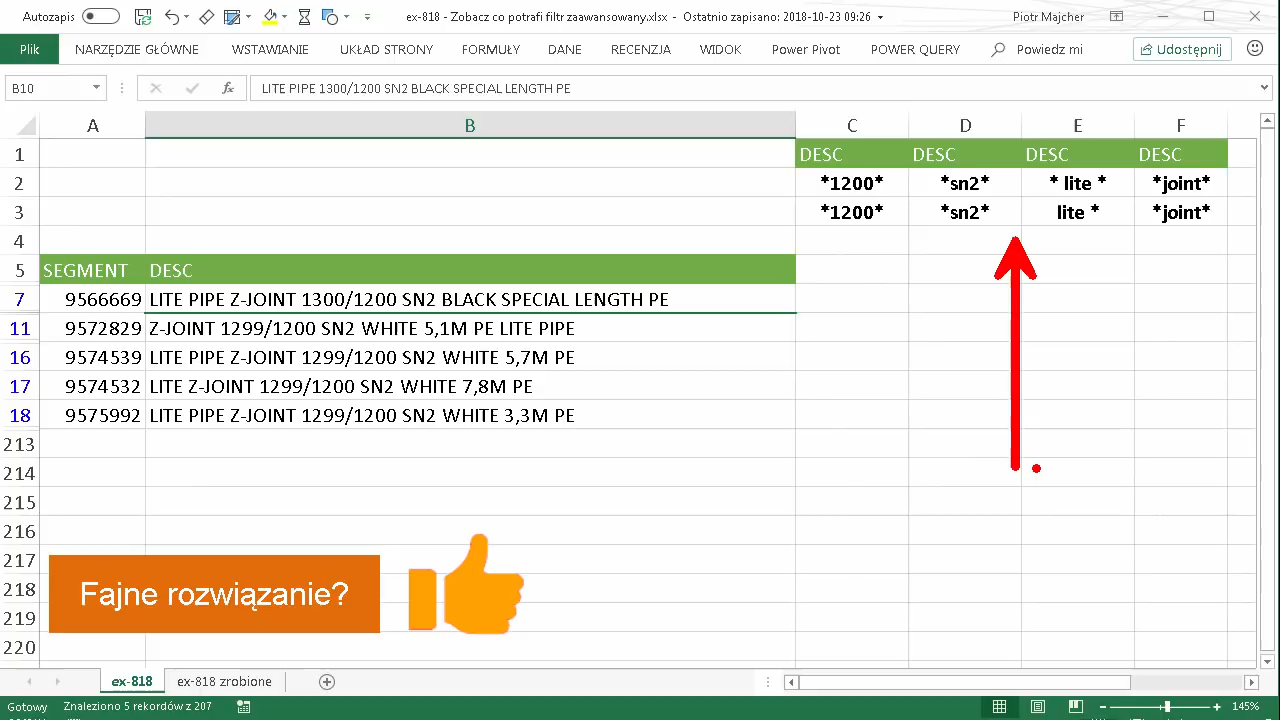 Autozapis
ex-818 - Zobacz co potrafi filtr zaawansowany.xlsx - Ostatnio zapisano: 2018-10-23 09:26
Piotr Majcher
Plik NARZĘDZIE GŁÓWNE WSTAWIANIE UKŁAD STRONY FORMUŁY DANE RECENZJA WIDOK Power Pivot POWER QUERY Powiedz mi Udostępnij
B10 fx LITE PIPE 1300/1200 SN2 BLACK SPECIAL LENGTH PE
A B C D E F
1 DESC DESC DESC DESC
2 *1200* *sn2* * lite * *joint*
3 *1200* *sn2* lite * *joint*
4
5 SEGMENT DESC
7 9566669 LITE PIPE Z-JOINT 1300/1200 SN2 BLACK SPECIAL LENGTH PE
11 9572829 Z-JOINT 1299/1200 SN2 WHITE 5,1M PE LITE PIPE
16 9574539 LITE PIPE Z-JOINT 1299/1200 SN2 WHITE 5,7M PE
17 9574532 LITE Z-JOINT 1299/1200 SN2 WHITE 7,8M PE
18 9575992 LITE PIPE Z-JOINT 1299/1200 SN2 WHITE 3,3M PE
213
214
215
216
217
218
219
220
Fajne rozwiązanie?
ex-818 ex-818 zrobione
Gotowy Znaleziono 5 rekordów z 207 145%